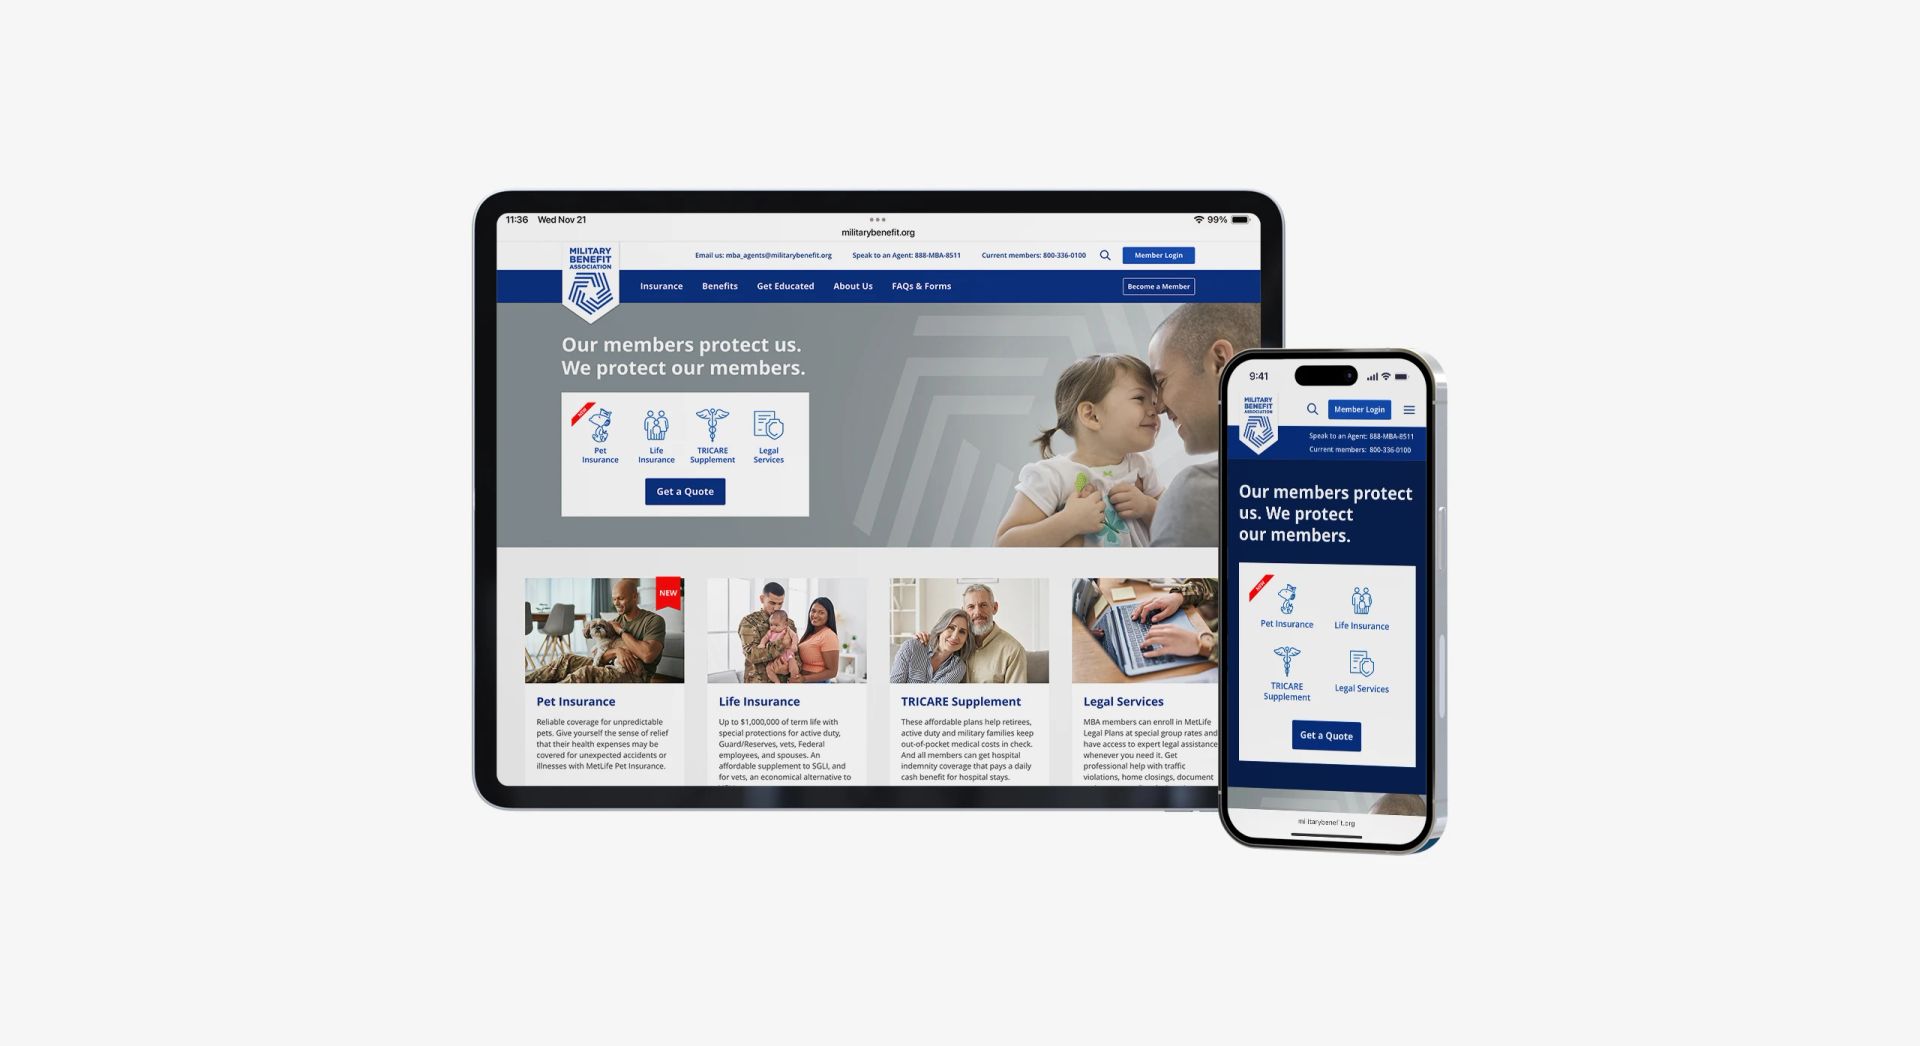 11:36 Wed Nov 21
99%
militarybenefit.org
MILITARY
BENEFIT
ASSOCIATION
Email us: mba_agents@militarybenefit.org Speak to an Agent: 888-MBA-8511 Current members: 800-336-0100 Member Login
Insurance Benefits Get Educated About Us FAQs & Forms Become a Member
Our members protect us.
We protect our members.
NEW
Pet
Insurance
Life
Insurance
TRICARE
Supplement
Legal
Services
Get a Quote
NEW
Pet Insurance
Reliable coverage for unpredictable
pets. Give yourself the sense of relief
that their health expenses may be
covered for unexpected accidents or
illnesses with MetLife Pet Insurance.
Life Insurance
Up to $1,000,000 of term life with
special protections for active duty,
Guard/Reserves, vets, Federal
employees, and spouses. An
affordable supplement to SGLI, and
for vets, an economical alternative to
TRICARE Supplement
These affordable plans help retirees,
active duty and military families keep
out-of-pocket medical costs in check.
And all members can get hospital
indemnity coverage that pays a daily
cash benefit for hospital stays.
Legal Services
MBA members can enroll in MetLife
Legal Plans at special group rates and
have access to expert legal assistance
whenever you need it. Get
professional help with traffic
violations, home closings, document
9:41
MILITARY
BENEFIT
ASSOCIATION
Member Login
Speak to an Agent: 888-MBA-8511
Current members: 800-336-0100
Our members protect
us. We protect
our members.
NEW
Pet Insurance
Life Insurance
TRICARE
Supplement
Legal Services
Get a Quote
militarybenefit.org